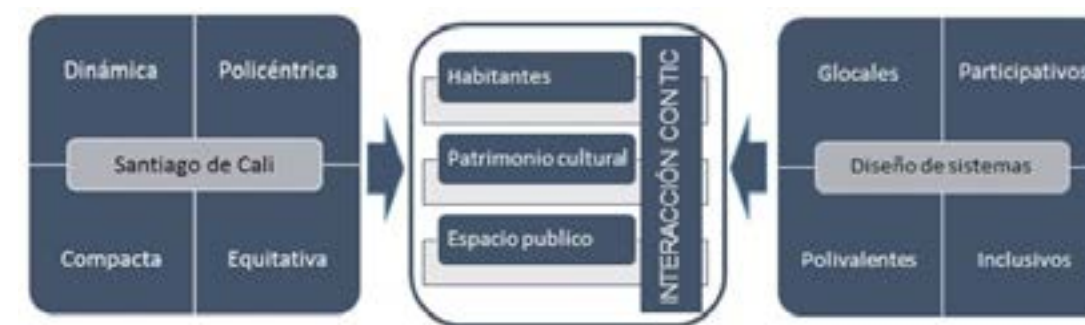 Dinámica
Policéntrica
Santiago de Cali
Compacta
Equitativa
Habitantes
Patrimonio cultural
Espacio publico
INTERACCIÓN CON TIC
Glocales
Participativos
Diseño de sistemas
Polivalentes
Inclusivos